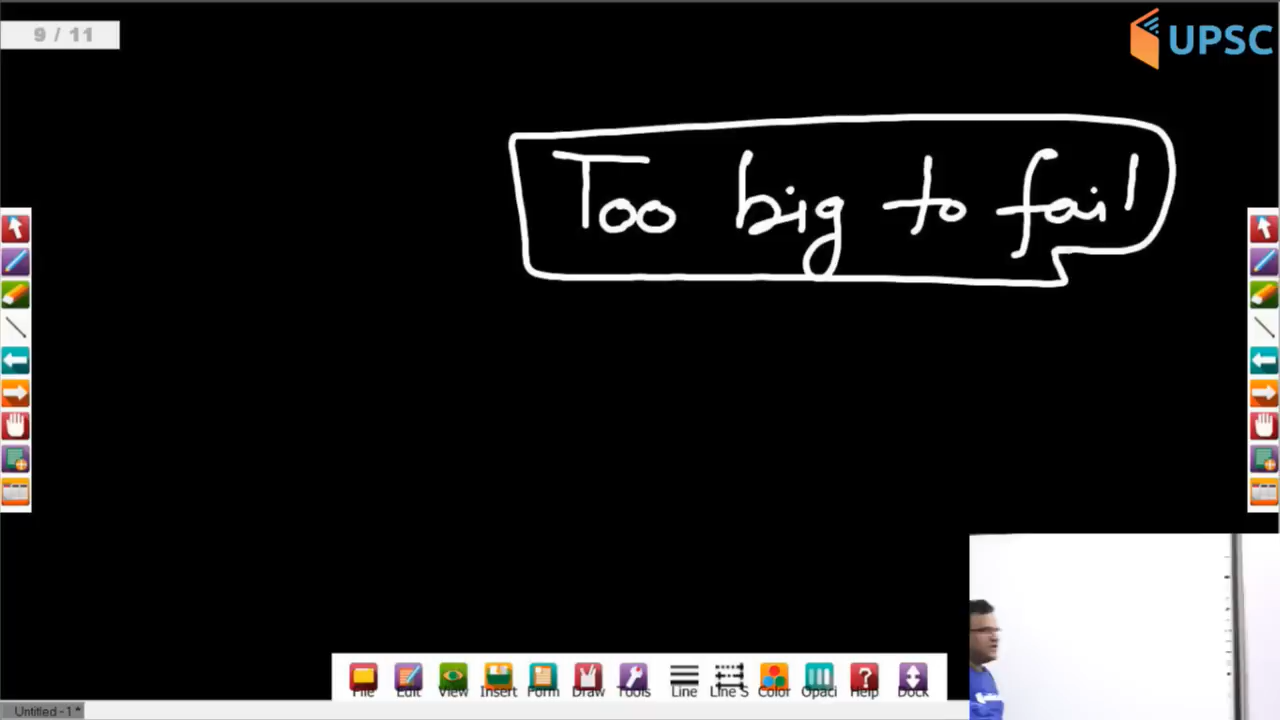 9 / 11
UPSC
Too big to fail
File Edit View Insert Form Draw Tools Line Line S Color Opaci Help Dock
Untitled - 1 *